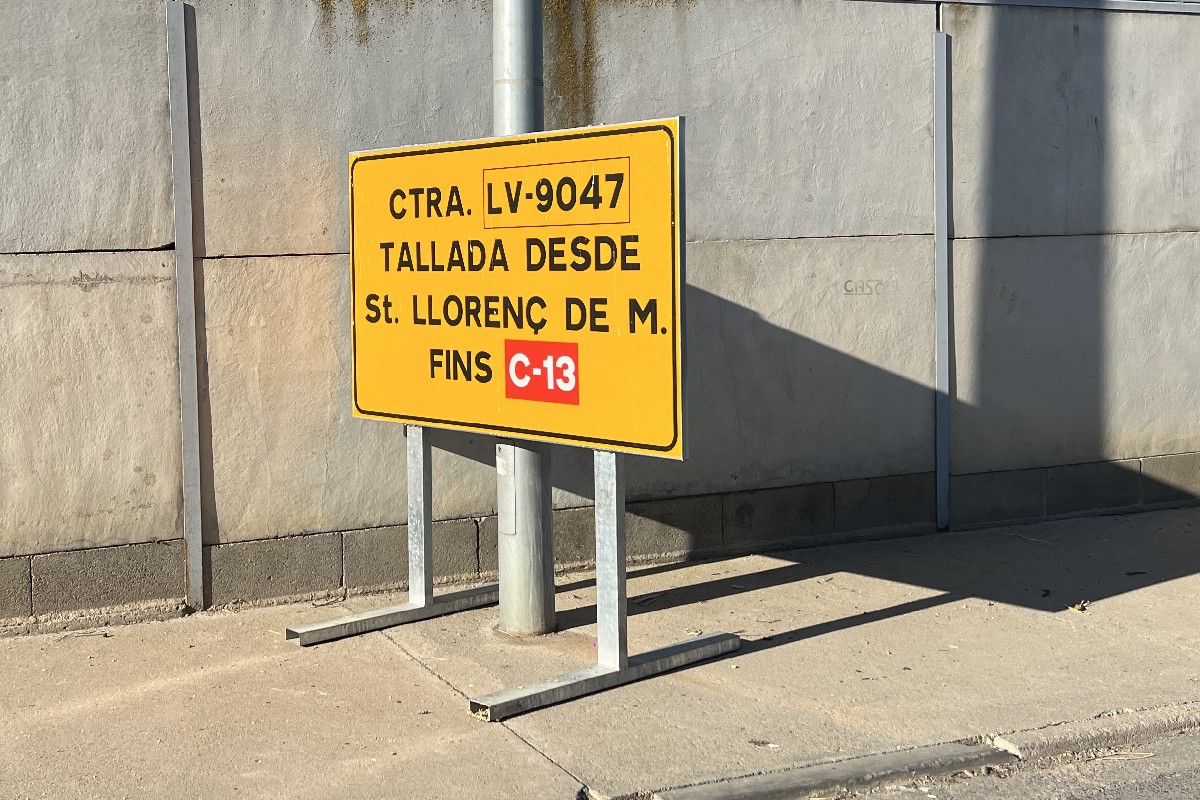 CTRA. LV-9047
TALLADA DESDE
St. LLORENÇ DE M.
FINS C-13